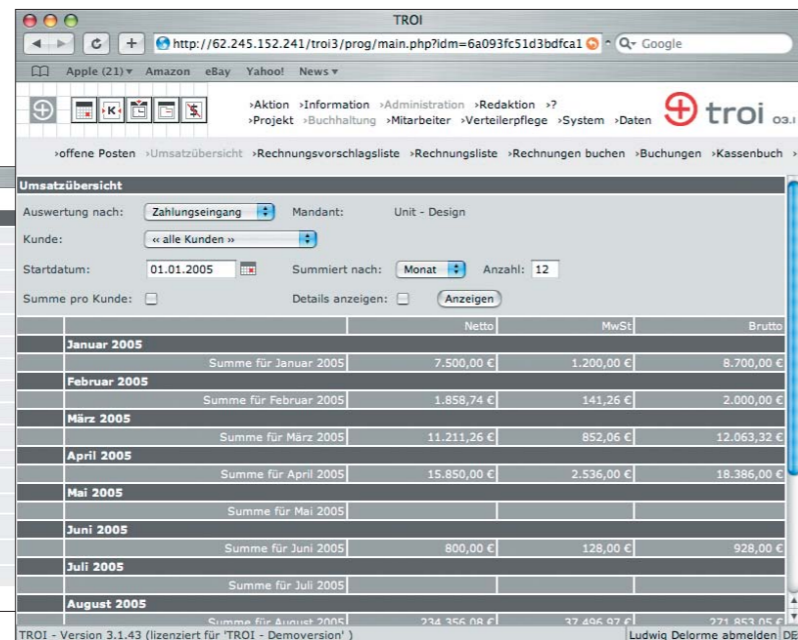 TROI
http://62.245.152.241/troi3/prog/main.php?idm=6a093fc51d3bdfca1
Google
Apple (21) Amazon eBay Yahoo! News
›Aktion ›Information ›Administration ›Redaktion ›?
›Projekt ›Buchhaltung ›Mitarbeiter ›Verteilerpflege ›System ›Daten
troi 03.1
›offene Posten ›Umsatzübersicht ›Rechnungsvorschlagsliste ›Rechnungsliste ›Rechnungen buchen ›Buchungen ›Kassenbuch ›
Umsatzübersicht
Auswertung nach: Zahlungseingang Mandant: Unit - Design
Kunde: « alle Kunden »
Startdatum: 01.01.2005 Summiert nach: Monat Anzahl: 12
Summe pro Kunde: Details anzeigen: Anzeigen
Netto MwSt Brutto
Januar 2005
Summe für Januar 2005 7.500,00 € 1.200,00 € 8.700,00 €
Februar 2005
Summe für Februar 2005 1.858,74 € 141,26 € 2.000,00 €
März 2005
Summe für März 2005 11.211,26 € 852,06 € 12.063,32 €
April 2005
Summe für April 2005 15.850,00 € 2.536,00 € 18.386,00 €
Mai 2005
Summe für Mai 2005
Juni 2005
Summe für Juni 2005 800,00 € 128,00 € 928,00 €
Juli 2005
Summe für Juli 2005
August 2005
Summe für August 2005 234.356,08 € 37.496,97 € 271.853,05 €
TROI - Version 3.1.43 (lizenziert für 'TROI - Demoversion' ) Ludwig Delorme abmelden DE